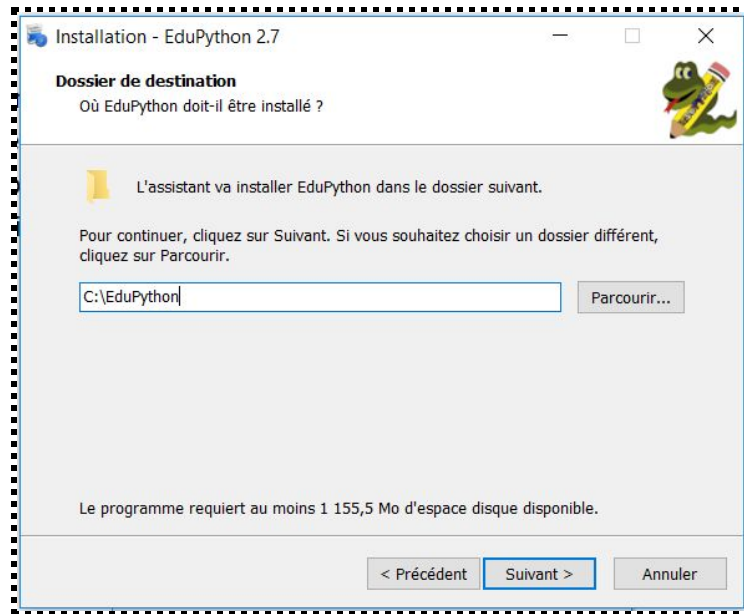 Installation - EduPython 2.7
Dossier de destination
Où EduPython doit-il être installé ?
L'assistant va installer EduPython dans le dossier suivant.
Pour continuer, cliquez sur Suivant. Si vous souhaitez choisir un dossier différent,
cliquez sur Parcourir.
C:\EduPython
Parcourir...
Le programme requiert au moins 1 155,5 Mo d'espace disque disponible.
< Précédent
Suivant >
Annuler